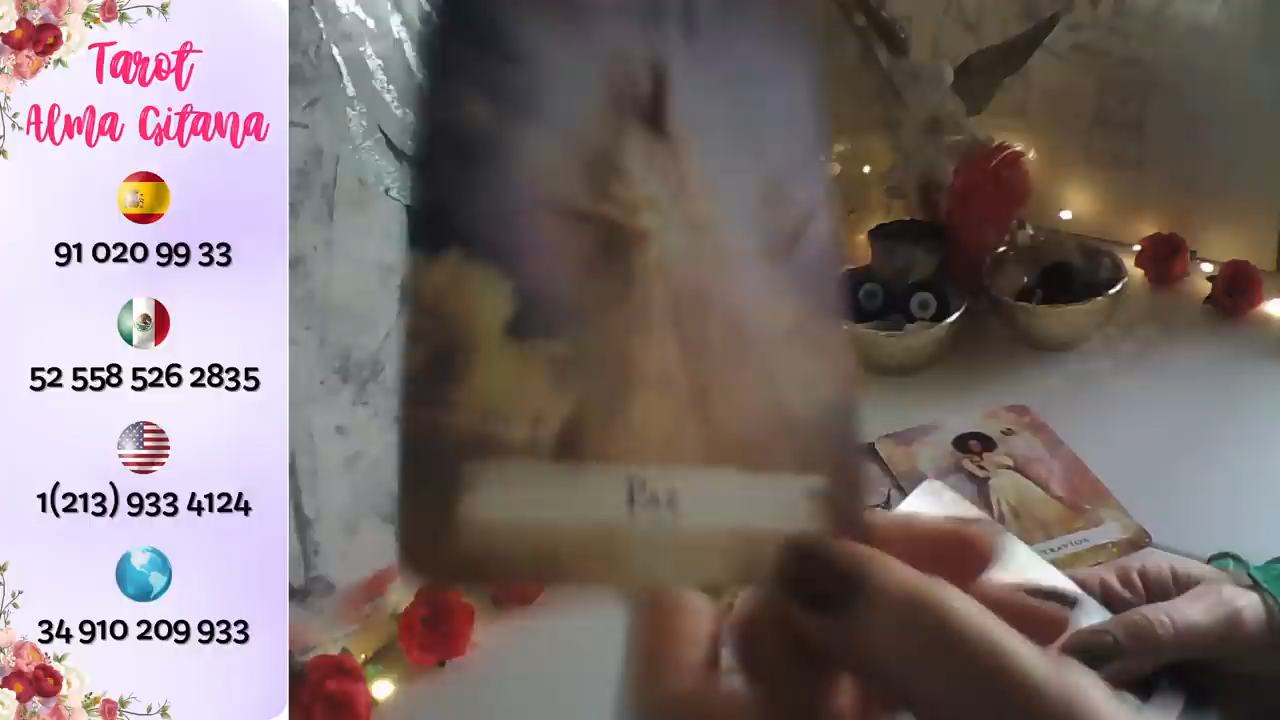 Tarot
Alma Gitana
91 020 99 33
52 558 526 2835
1(213) 933 4124
34 910 209 933